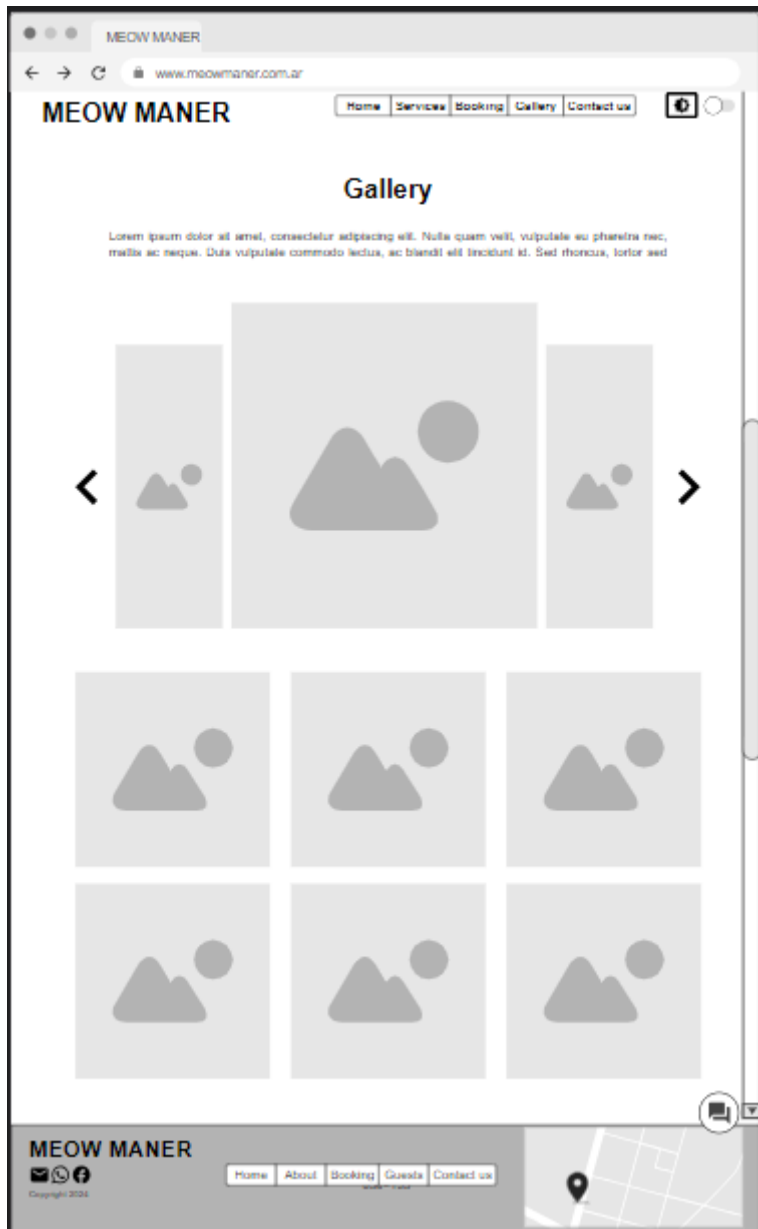 MEOW MANER
www.meowmaner.com.ar
MEOW MANER
Home Services Booking Gallery Contact us
Gallery
Lorem ipsum dolor sit amet, consectetur adipiscing elit. Nulla quam velit, vulputate eu pharetra nec,
mattis ac neque. Duis vulputate commodo lectus, ac blandit elit tincidunt id. Sed rhoncus, tortor sed
MEOW MANER
Home About Booking Guests Contact us
Copyright 2024